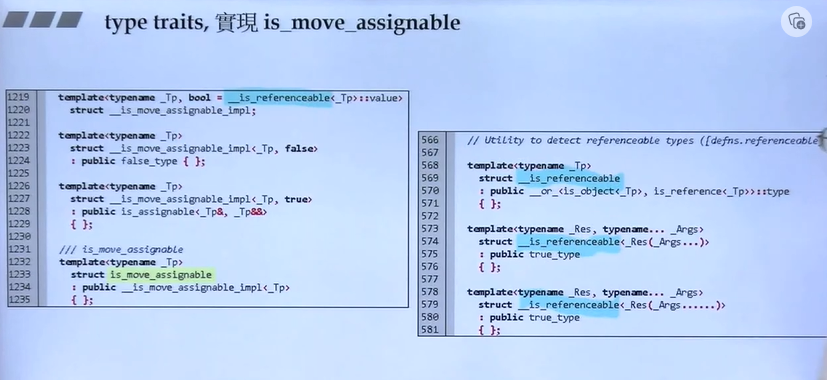 type traits, 實現 is_move_assignable
1219 template<typename _Tp, bool = __is_referenceable<_Tp>::value>
1220 struct __is_move_assignable_impl;
1221
1222 template<typename _Tp>
1223 struct __is_move_assignable_impl<_Tp, false>
1224 : public false_type { };
1225
1226 template<typename _Tp>
1227 struct __is_move_assignable_impl<_Tp, true>
1228 : public is_assignable<_Tp&, _Tp&&>
1229 { };
1230
1231 /// is_move_assignable
1232 template<typename _Tp>
1233 struct is_move_assignable
1234 : public __is_move_assignable_impl<_Tp>
1235 { };
566 // Utility to detect referenceable types ([defns.referenceable
567
568 template<typename _Tp>
569 struct __is_referenceable
570 : public __or_<is_object<_Tp>, is_reference<_Tp>>::type
571 { };
572
573 template<typename _Res, typename... _Args>
574 struct __is_referenceable<_Res(_Args...)>
575 : public true_type
576 { };
577
578 template<typename _Res, typename... _Args>
579 struct __is_referenceable<_Res(_Args......)>
580 : public true_type
581 { };